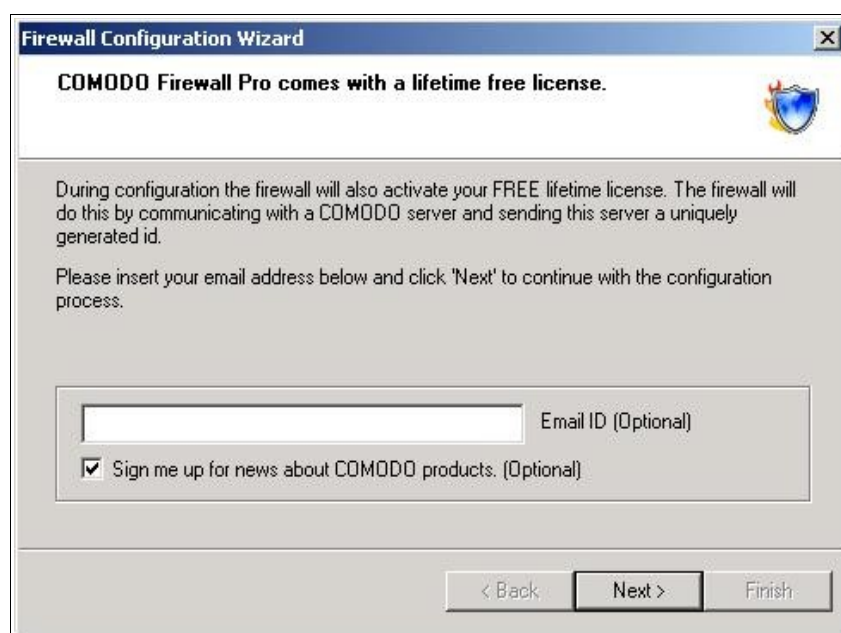 Firewall Configuration Wizard
COMODO Firewall Pro comes with a lifetime free license.
During configuration the firewall will also activate your FREE lifetime license. The firewall will
do this by communicating with a COMODO server and sending this server a uniquely
generated id.
Please insert your email address below and click 'Next' to continue with the configuration
process.
Email ID (Optional)
Sign me up for news about COMODO products. (Optional)
< Back
Next >
Finish